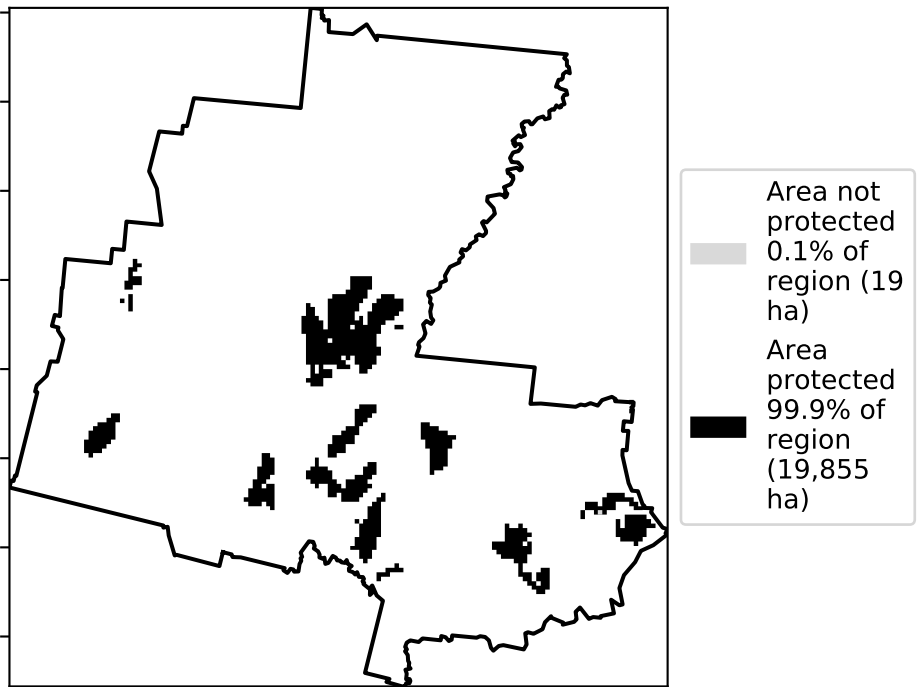 Area not
protected
0.1% of
region (19
ha)
Area
protected
99.9% of
region
(19,855
ha)